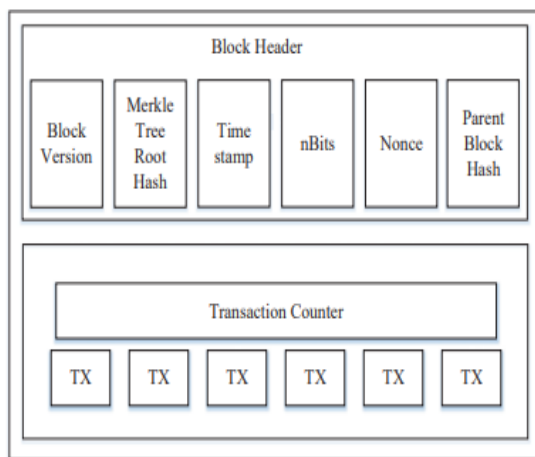 Block Header
Block
Version
Merkle
Tree
Root
Hash
Time
stamp
nBits
Nonce
Parent
Block
Hash
Transaction Counter
TX TX TX TX TX TX